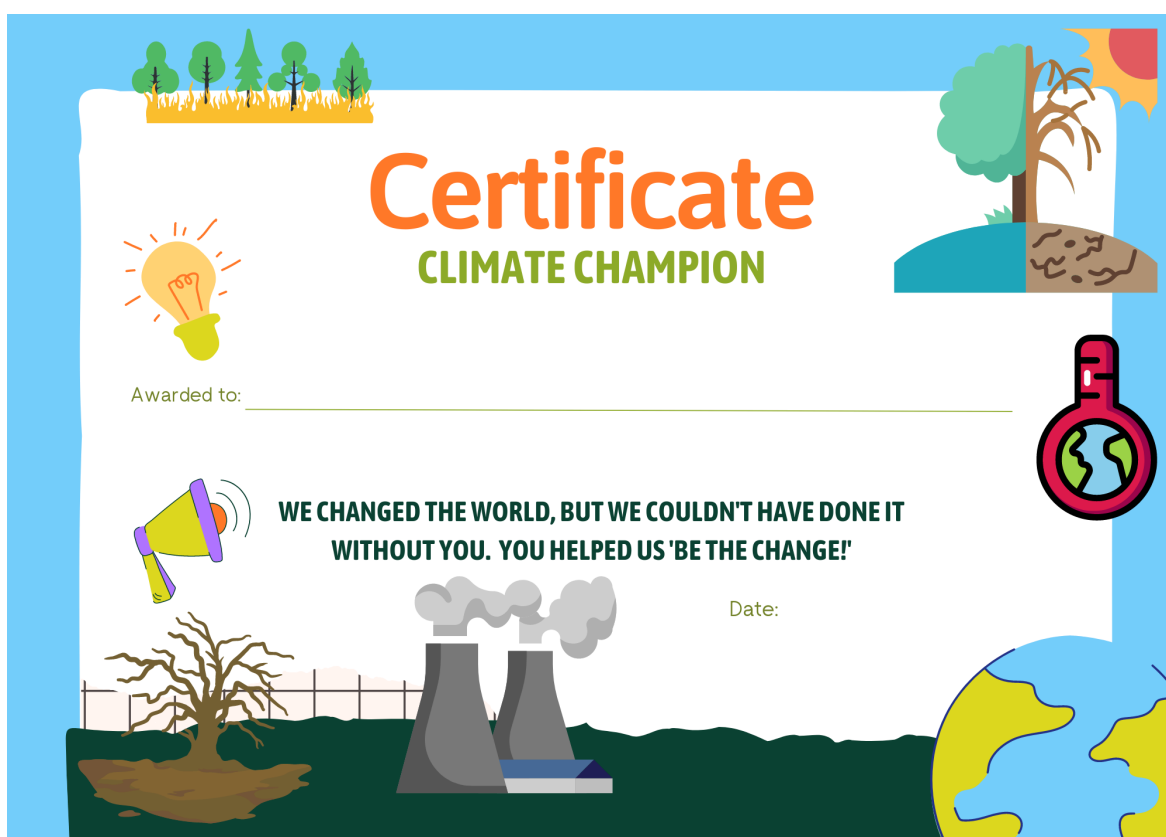 Certificate
CLIMATE CHAMPION
Awarded to:
WE CHANGED THE WORLD, BUT WE COULDN'T HAVE DONE IT
WITHOUT YOU. YOU HELPED US 'BE THE CHANGE!'
Date: